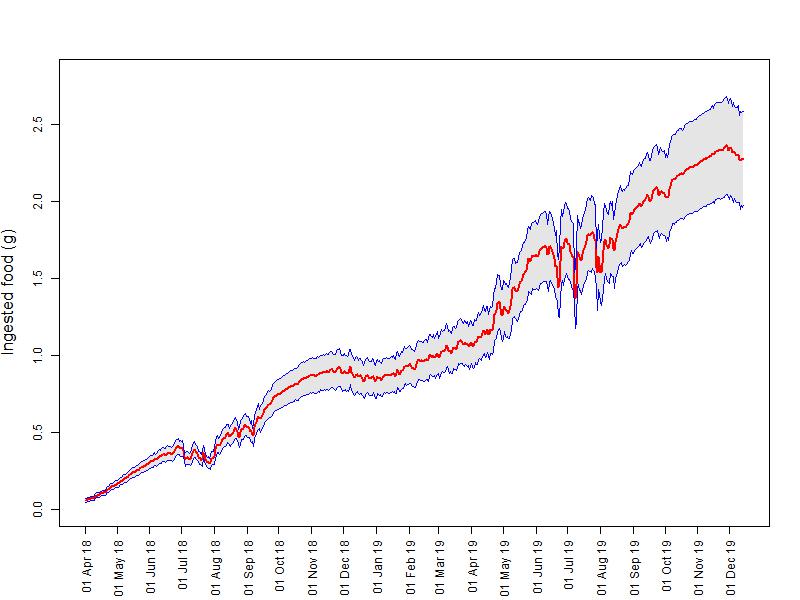 Ingested food (g)
2.5
2.0
1.5
1.0
0.5
0.0
01 Apr 18
01 May 18
01 Jun 18
01 Jul 18
01 Aug 18
01 Sep 18
01 Oct 18
01 Nov 18
01 Dec 18
01 Jan 19
01 Feb 19
01 Mar 19
01 Apr 19
01 May 19
01 Jun 19
01 Jul 19
01 Aug 19
01 Sep 19
01 Oct 19
01 Nov 19
01 Dec 19